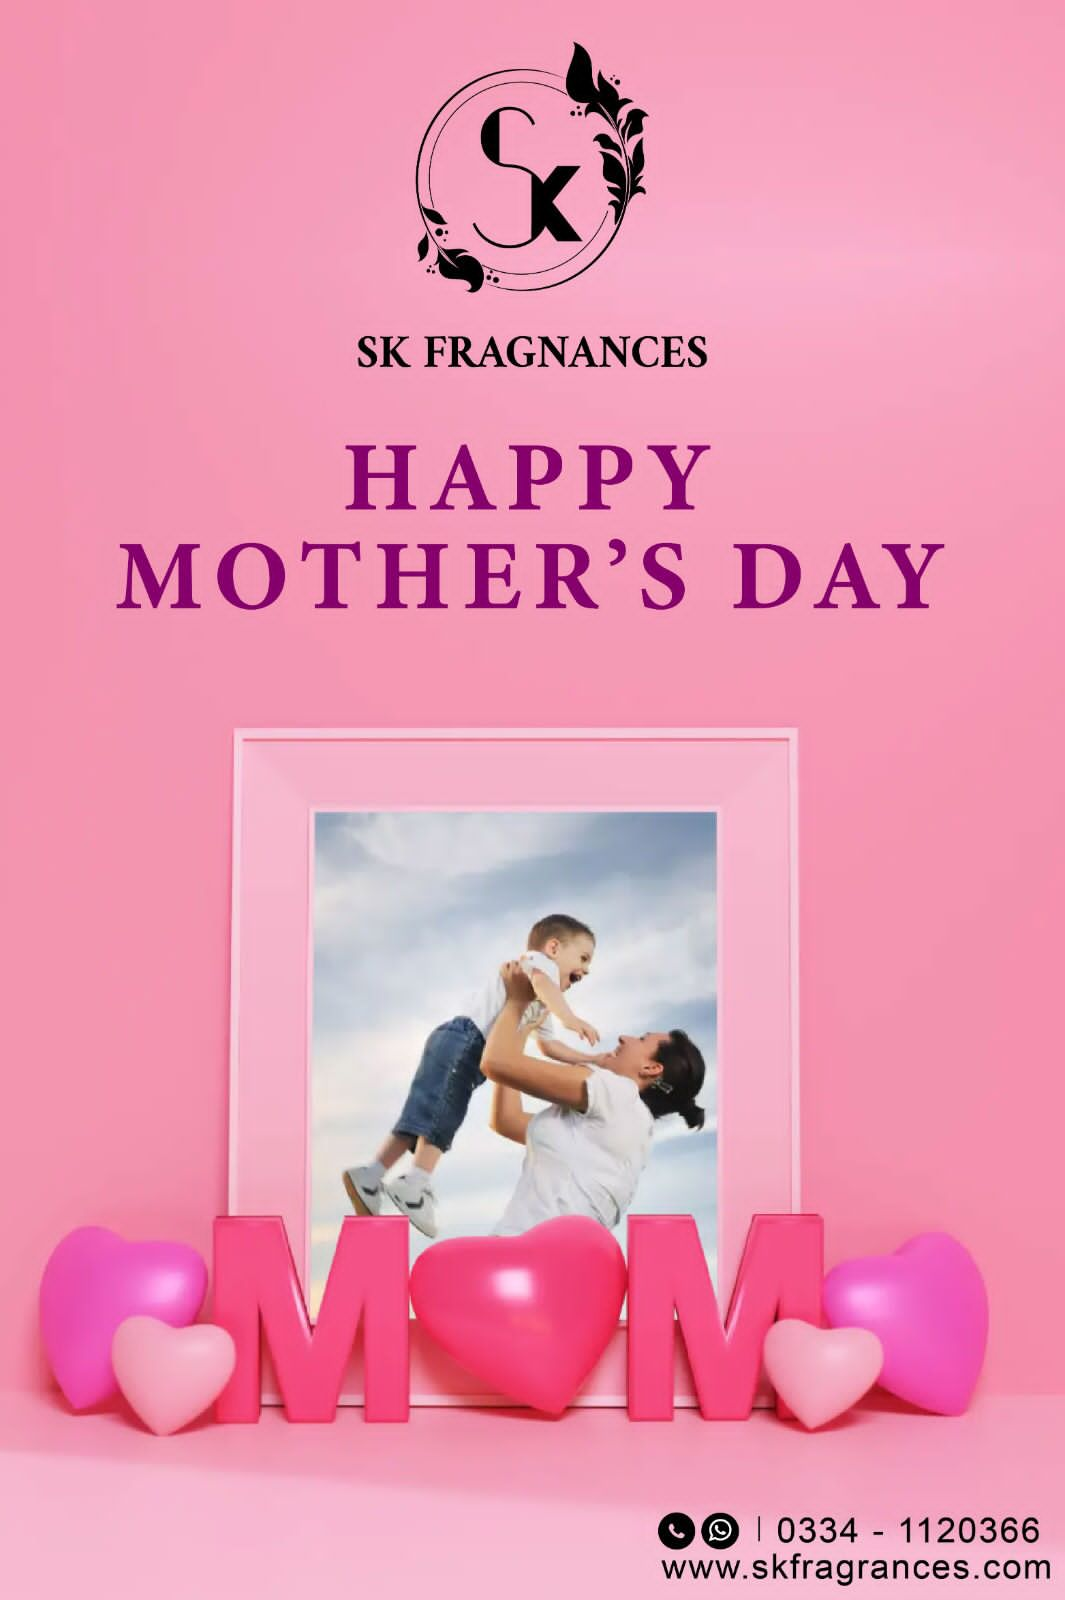 SK
SK FRAGNANCES
HAPPY
MOTHER’S DAY
M M
| 0334 - 1120366
www.skfragrances.com